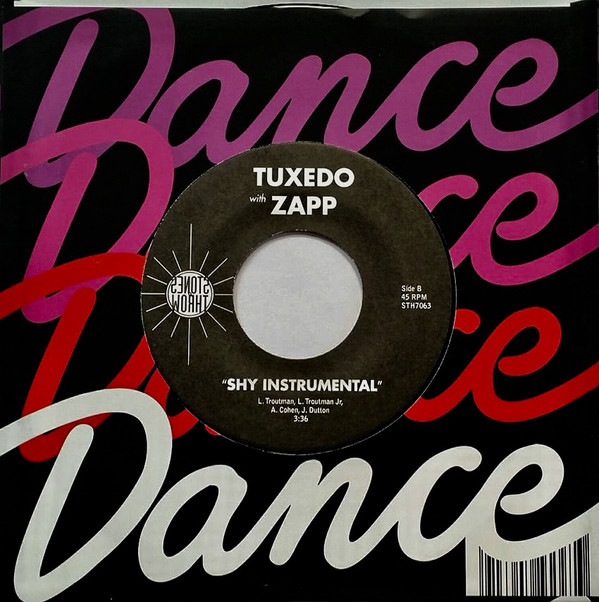 Dance
Dance
Dance
Dance
TUXEDO
with ZAPP
STONES
THROW
Side B
45 RPM
STH7063
"SHY INSTRUMENTAL"
L. Troutman, L. Troutman Jr,
A. Cohen, J. Dutton
3:36